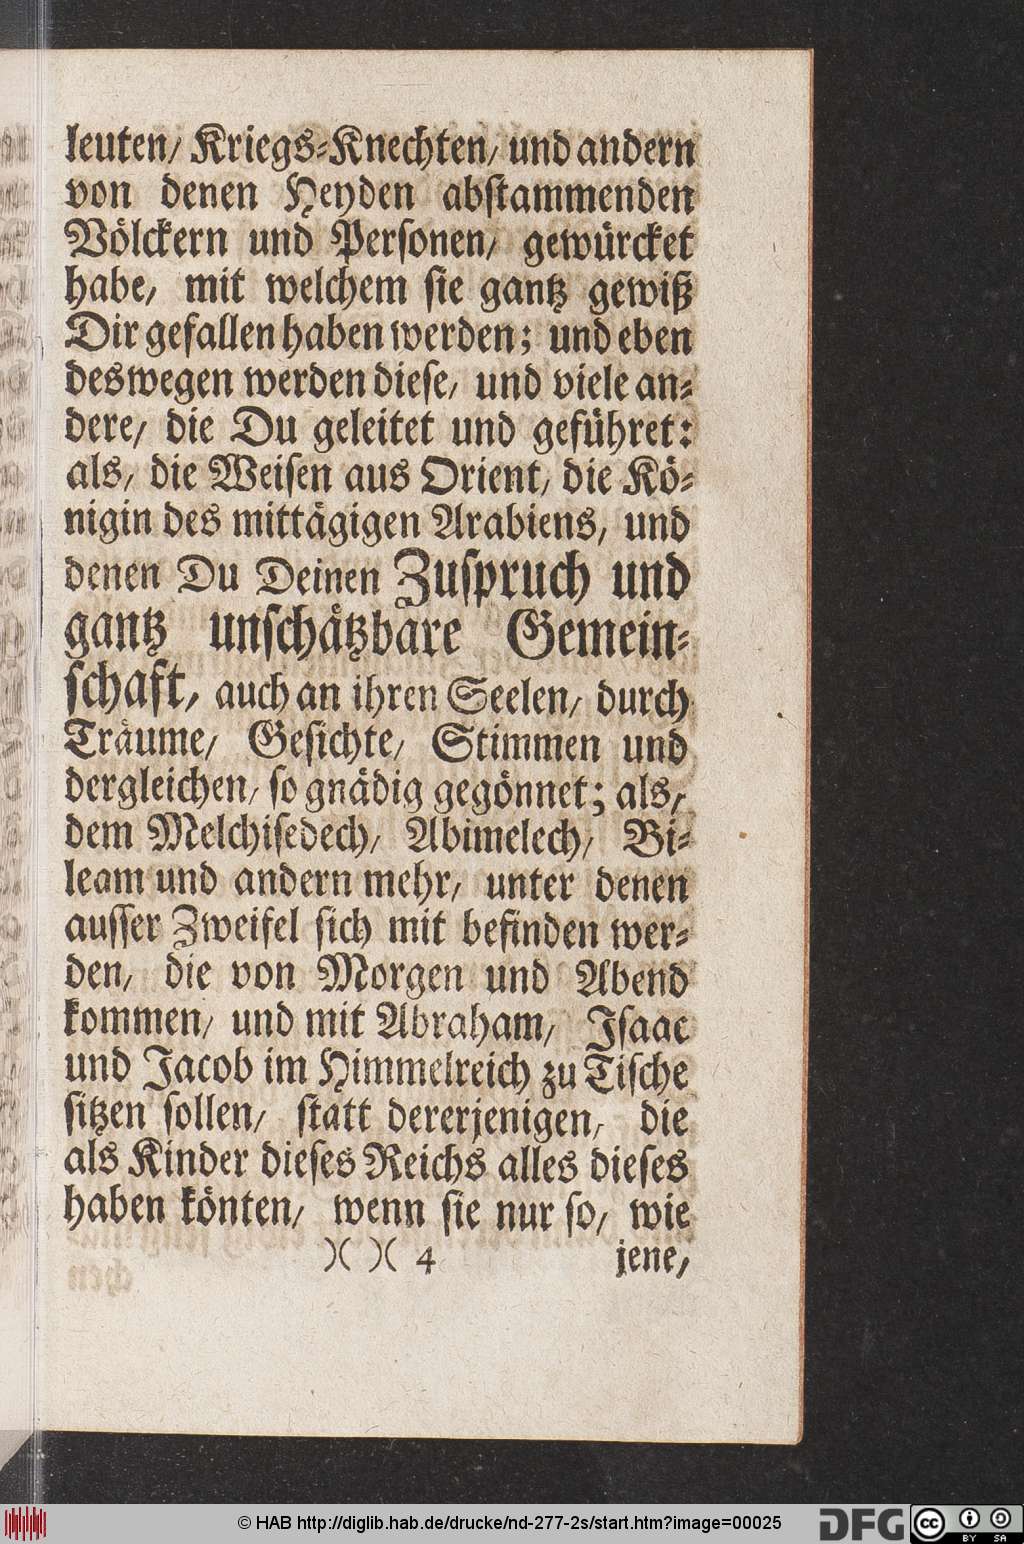 leuten/ Kriegs-Knechten/ und andern
von denen Heyden abstammenden
Völckern und Personen/ gewürcket
habe/ mit welchem sie gantz gewiß
Dir gefallen haben werden; und eben
deswegen werden diese/ und viele an-
dere/ die Du geleitet und geführet:
als/ die Weisen aus Orient/ die Kö-
nigin des mittägigen Arabiens/ und
denen Du Deinen Zuspruch und
gantz unschätzbare Gemein-
schaft/ auch an ihren Seelen/ durch
Träume/ Gesichte/ Stimmen und
dergleichen/ so gnädig gegönnet; als/
dem Melchisedech/ Abimelech/ Bi-
leam und andern mehr/ unter denen
ausser Zweifel sich mit befinden wer-
den/ die von Morgen und Abend
kommen/ und mit Abraham/ Isaac
und Jacob im Himmelreich zu Tische
sitzen sollen/ statt dererjenigen/ die
als Kinder dieses Reichs alles dieses
haben könten/ wenn sie nur so/ wie
)( )( 4 jene/
© HAB http://diglib.hab.de/drucke/nd-277-2s/start.htm?image=00025
DFG
cc BY SA